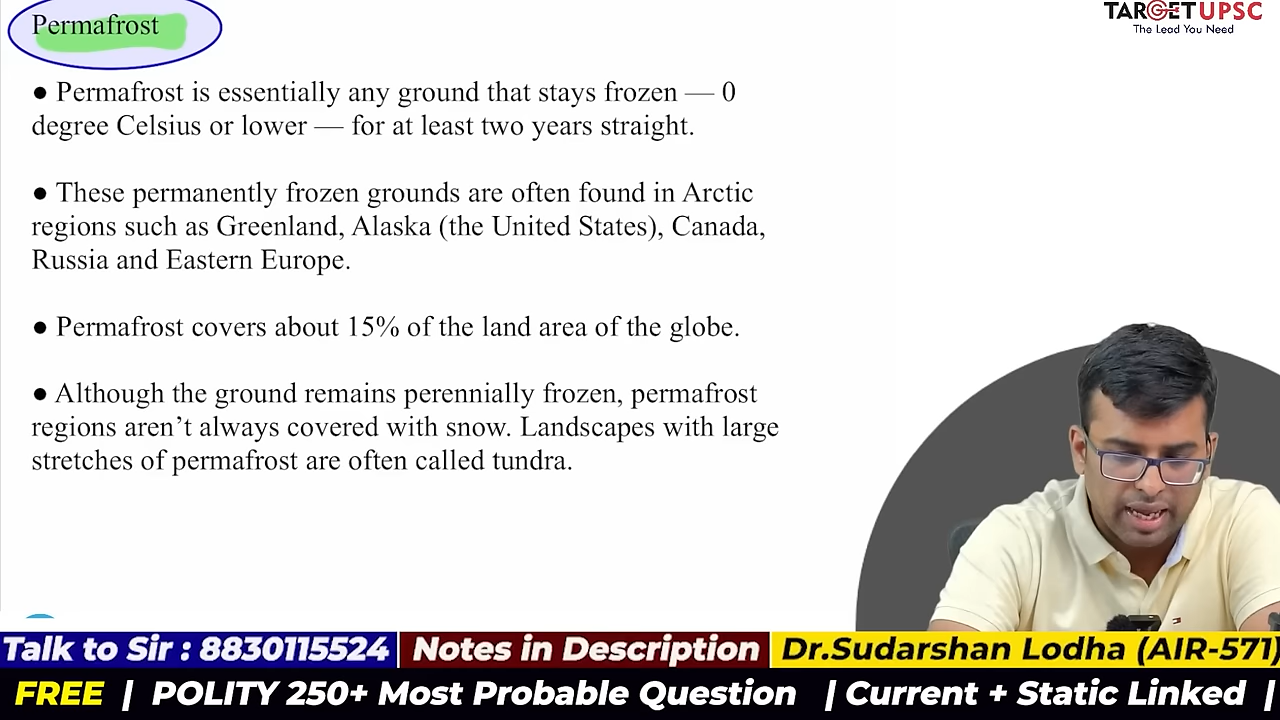 Permafrost
TARGETUPSC
The Lead You Need
● Permafrost is essentially any ground that stays frozen — 0
degree Celsius or lower — for at least two years straight.
● These permanently frozen grounds are often found in Arctic
regions such as Greenland, Alaska (the United States), Canada,
Russia and Eastern Europe.
● Permafrost covers about 15% of the land area of the globe.
● Although the ground remains perennially frozen, permafrost
regions aren’t always covered with snow. Landscapes with large
stretches of permafrost are often called tundra.
Talk to Sir : 8830115524 Notes in Description Dr.Sudarshan Lodha (AIR-571)
FREE | POLITY 250+ Most Probable Question | Current + Static Linked |